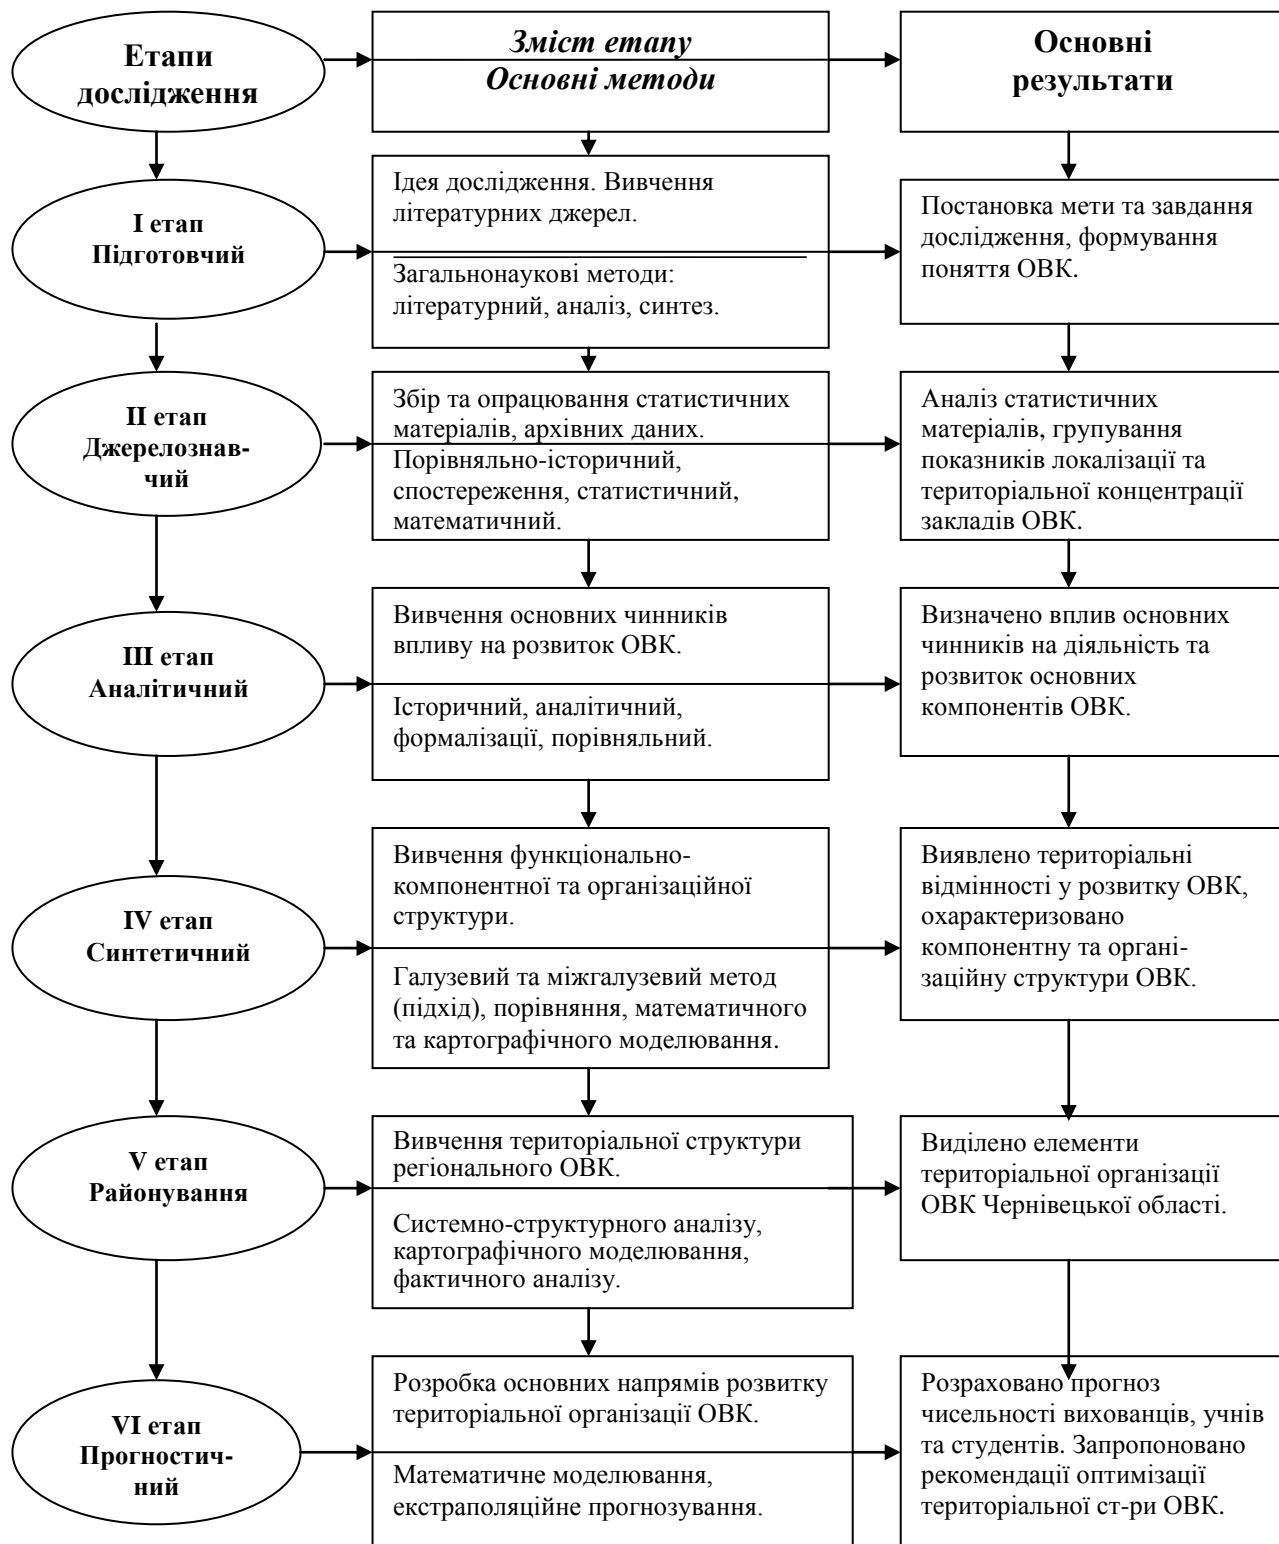 Етапи
дослідження
Зміст етапу
Основні методи
Основні
результати
І етап
Підготовчий
Ідея дослідження. Вивчення
літературних джерел.
Загальнонаукові методи:
літературний, аналіз, синтез.
Постановка мети та завдання
дослідження, формування
поняття ОВК.
ІІ етап
Джерелознав-
чий
Збір та опрацювання статистичних
матеріалів, архівних даних.
Порівняльно-історичний,
спостереження, статистичний,
математичний.
Аналіз статистичних
матеріалів, групування
показників локалізації та
територіальної концентрації
закладів ОВК.
ІІІ етап
Аналітичний
Вивчення основних чинників
впливу на розвиток ОВК.
Історичний, аналітичний,
формалізації, порівняльний.
Визначено вплив основних
чинників на діяльність та
розвиток основних
компонентів ОВК.
IV етап
Синтетичний
Вивчення функціонально-
компонентної та організаційної
структури.
Галузевий та міжгалузевий метод
(підхід), порівняння, математичного
та картографічного моделювання.
Виявлено територіальні
відмінності у розвитку ОВК,
охарактеризовано
компонентну та органі-
заційну структури ОВК.
V етап
Районування
Вивчення територіальної структури
регіонального ОВК.
Системно-структурного аналізу,
картографічного моделювання,
фактичного аналізу.
Виділено елементи
територіальної організації
ОВК Чернівецької області.
VI етап
Прогностич-
ний
Розробка основних напрямів розвитку
територіальної організації ОВК.
Математичне моделювання,
екстраполяційне прогнозування.
Розраховано прогноз
чисельності вихованців, учнів
та студентів. Запропоновано
рекомендації оптимізації
територіальної ст-ри ОВК.